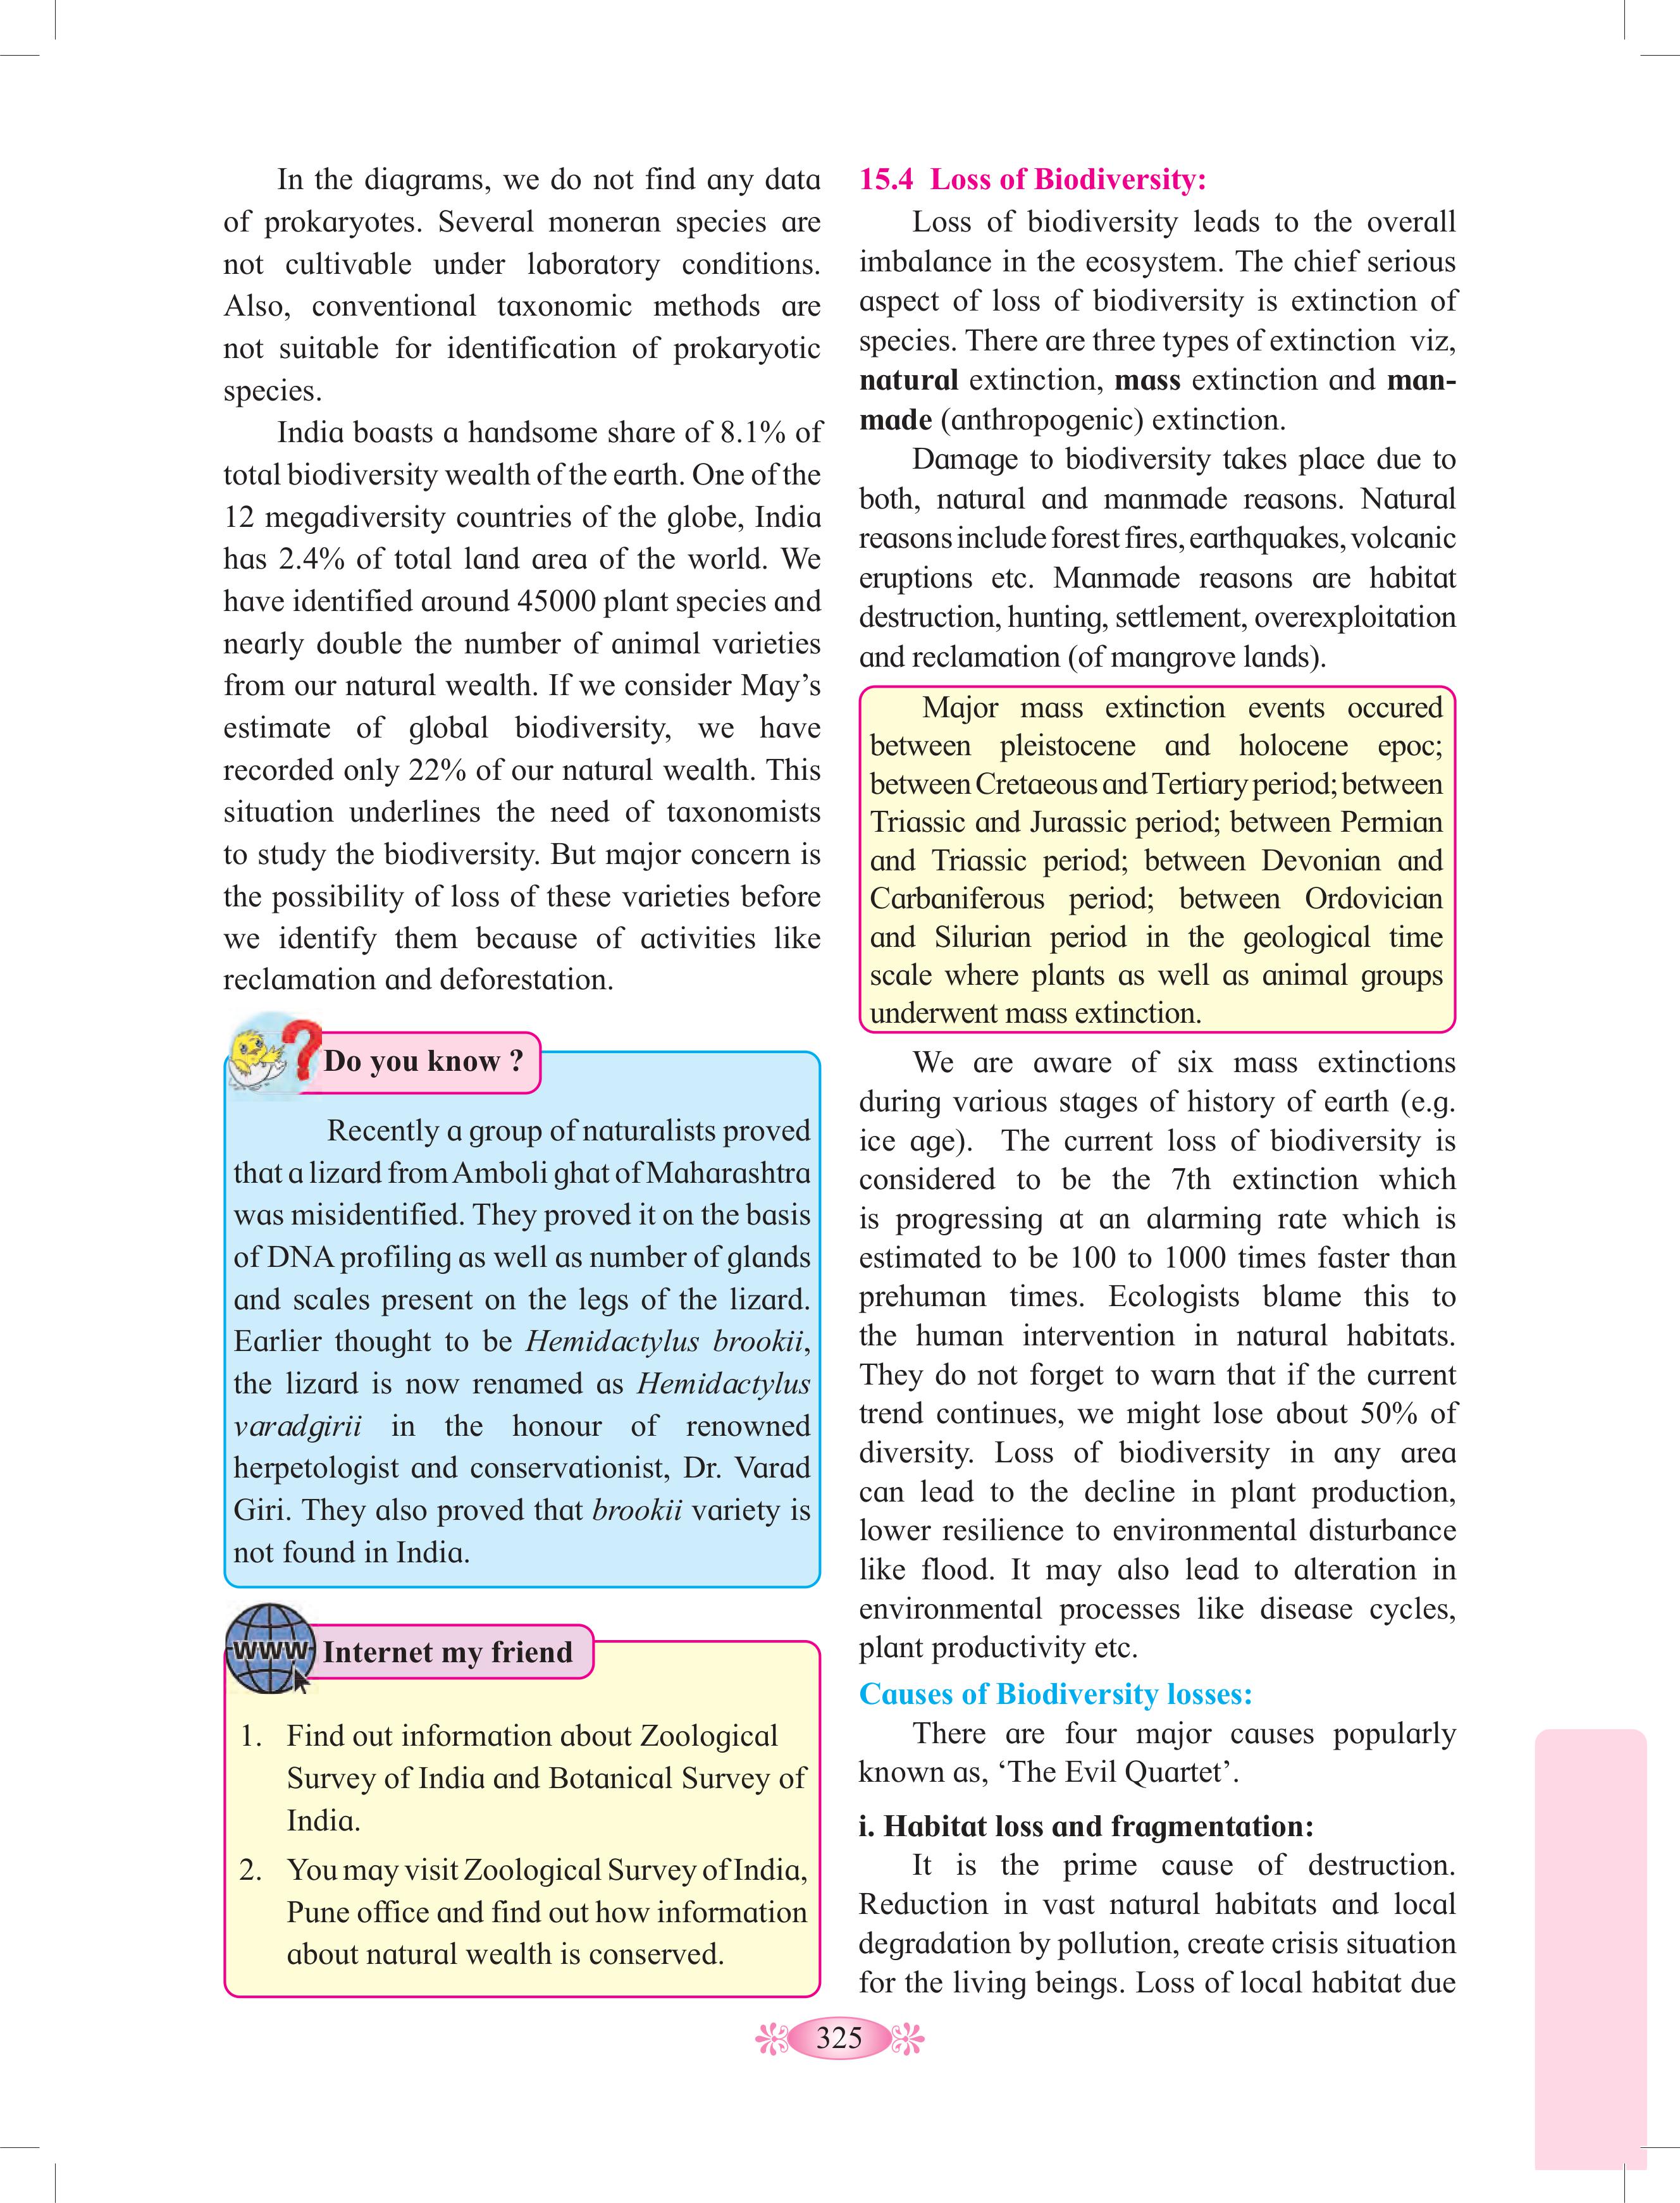 In the diagrams, we do not find any data
of prokaryotes. Several moneran species are
not cultivable under laboratory conditions.
Also, conventional taxonomic methods are
not suitable for identification of prokaryotic
species.
India boasts a handsome share of 8.1% of
total biodiversity wealth of the earth. One of the
12 megadiversity countries of the globe, India
has 2.4% of total land area of the world. We
have identified around 45000 plant species and
nearly double the number of animal varieties
from our natural wealth. If we consider May’s
estimate of global biodiversity, we have
recorded only 22% of our natural wealth. This
situation underlines the need of taxonomists
to study the biodiversity. But major concern is
the possibility of loss of these varieties before
we identify them because of activities like
reclamation and deforestation.
Do you know ?
Recently a group of naturalists proved
that a lizard from Amboli ghat of Maharashtra
was misidentified. They proved it on the basis
of DNA profiling as well as number of glands
and scales present on the legs of the lizard.
Earlier thought to be Hemidactylus brookii,
the lizard is now renamed as Hemidactylus
varadgirii in the honour of renowned
herpetologist and conservationist, Dr. Varad
Giri. They also proved that brookii variety is
not found in India.
www Internet my friend
1. Find out information about Zoological
Survey of India and Botanical Survey of
India.
2. You may visit Zoological Survey of India,
Pune office and find out how information
about natural wealth is conserved.
15.4 Loss of Biodiversity:
Loss of biodiversity leads to the overall
imbalance in the ecosystem. The chief serious
aspect of loss of biodiversity is extinction of
species. There are three types of extinction viz,
natural extinction, mass extinction and man-
made (anthropogenic) extinction.
Damage to biodiversity takes place due to
both, natural and manmade reasons. Natural
reasons include forest fires, earthquakes, volcanic
eruptions etc. Manmade reasons are habitat
destruction, hunting, settlement, overexploitation
and reclamation (of mangrove lands).
Major mass extinction events occured
between pleistocene and holocene epoc;
between Cretaeous and Tertiary period; between
Triassic and Jurassic period; between Permian
and Triassic period; between Devonian and
Carbaniferous period; between Ordovician
and Silurian period in the geological time
scale where plants as well as animal groups
underwent mass extinction.
We are aware of six mass extinctions
during various stages of history of earth (e.g.
ice age). The current loss of biodiversity is
considered to be the 7th extinction which
is progressing at an alarming rate which is
estimated to be 100 to 1000 times faster than
prehuman times. Ecologists blame this to
the human intervention in natural habitats.
They do not forget to warn that if the current
trend continues, we might lose about 50% of
diversity. Loss of biodiversity in any area
can lead to the decline in plant production,
lower resilience to environmental disturbance
like flood. It may also lead to alteration in
environmental processes like disease cycles,
plant productivity etc.
Causes of Biodiversity losses:
There are four major causes popularly
known as, ‘The Evil Quartet’.
i. Habitat loss and fragmentation:
It is the prime cause of destruction.
Reduction in vast natural habitats and local
degradation by pollution, create crisis situation
for the living beings. Loss of local habitat due
325